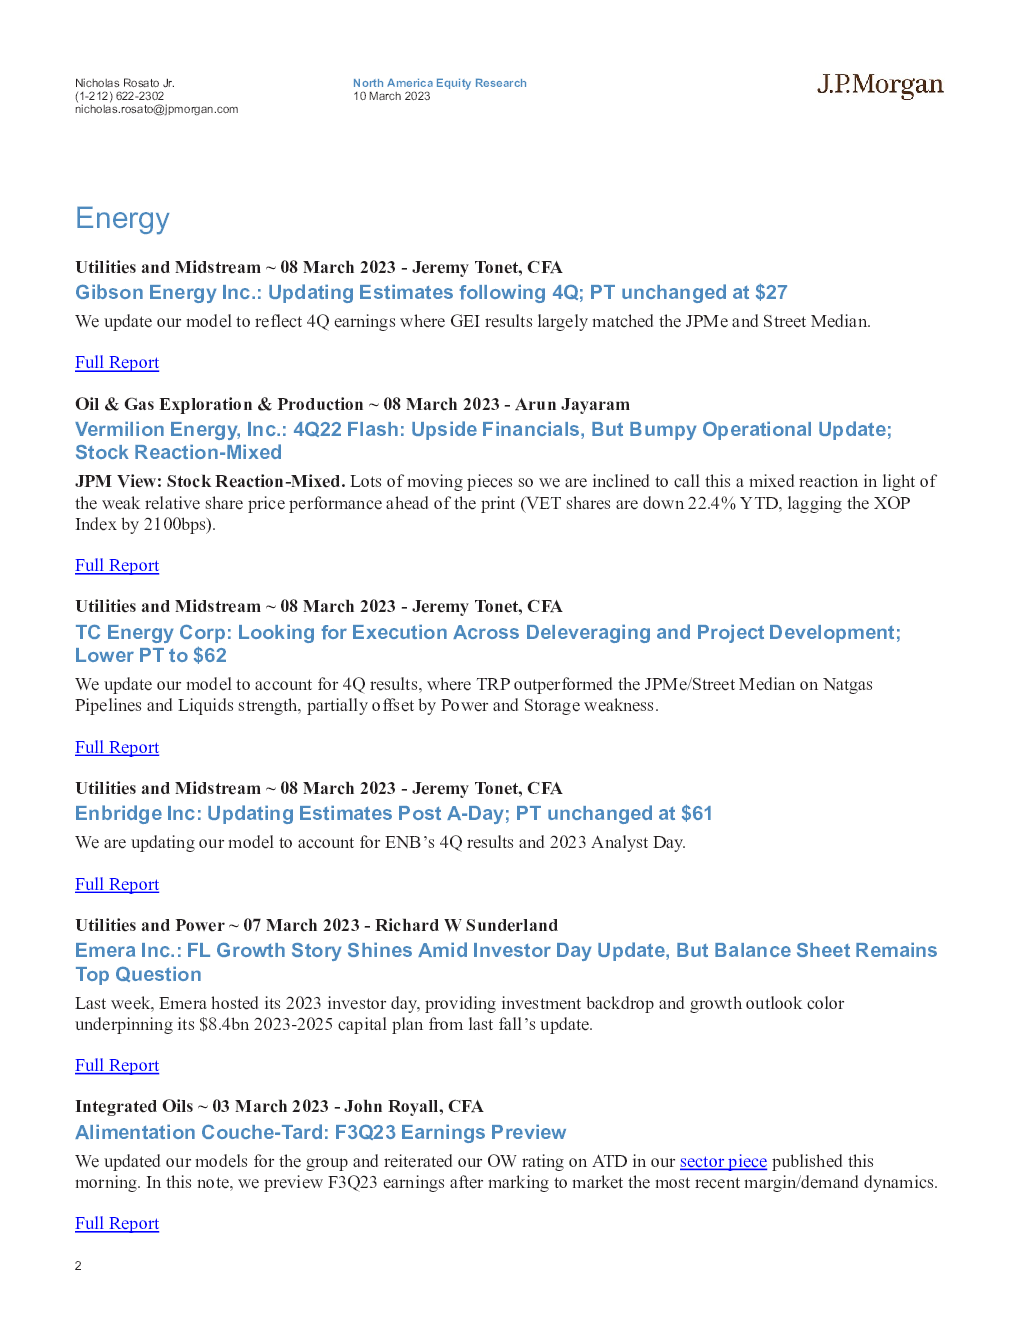 Nicholas Rosato Jr.
(1-212) 622-2302
nicholas.rosato@jpmorgan.com
North America Equity Research
10 March 2023
J.P.Morgan
Energy
Utilities and Midstream ~ 08 March 2023 - Jeremy Tonet, CFA
Gibson Energy Inc.: Updating Estimates following 4Q; PT unchanged at $27
We update our model to reflect 4Q earnings where GEI results largely matched the JPMe and Street Median.
Full Report
Oil & Gas Exploration & Production ~ 08 March 2023 - Arun Jayaram
Vermilion Energy, Inc.: 4Q22 Flash: Upside Financials, But Bumpy Operational Update;
Stock Reaction-Mixed
JPM View: Stock Reaction-Mixed. Lots of moving pieces so we are inclined to call this a mixed reaction in light of
the weak relative share price performance ahead of the print (VET shares are down 22.4% YTD, lagging the XOP
Index by 2100bps).
Full Report
Utilities and Midstream ~ 08 March 2023 - Jeremy Tonet, CFA
TC Energy Corp: Looking for Execution Across Deleveraging and Project Development;
Lower PT to $62
We update our model to account for 4Q results, where TRP outperformed the JPMe/Street Median on Natgas
Pipelines and Liquids strength, partially offset by Power and Storage weakness.
Full Report
Utilities and Midstream ~ 08 March 2023 - Jeremy Tonet, CFA
Enbridge Inc: Updating Estimates Post A-Day; PT unchanged at $61
We are updating our model to account for ENB’s 4Q results and 2023 Analyst Day.
Full Report
Utilities and Power ~ 07 March 2023 - Richard W Sunderland
Emera Inc.: FL Growth Story Shines Amid Investor Day Update, But Balance Sheet Remains
Top Question
Last week, Emera hosted its 2023 investor day, providing investment backdrop and growth outlook color
underpinning its $8.4bn 2023-2025 capital plan from last fall’s update.
Full Report
Integrated Oils ~ 03 March 2023 - John Royall, CFA
Alimentation Couche-Tard: F3Q23 Earnings Preview
We updated our models for the group and reiterated our OW rating on ATD in our sector piece published this
morning. In this note, we preview F3Q23 earnings after marking to market the most recent margin/demand dynamics.
Full Report
2